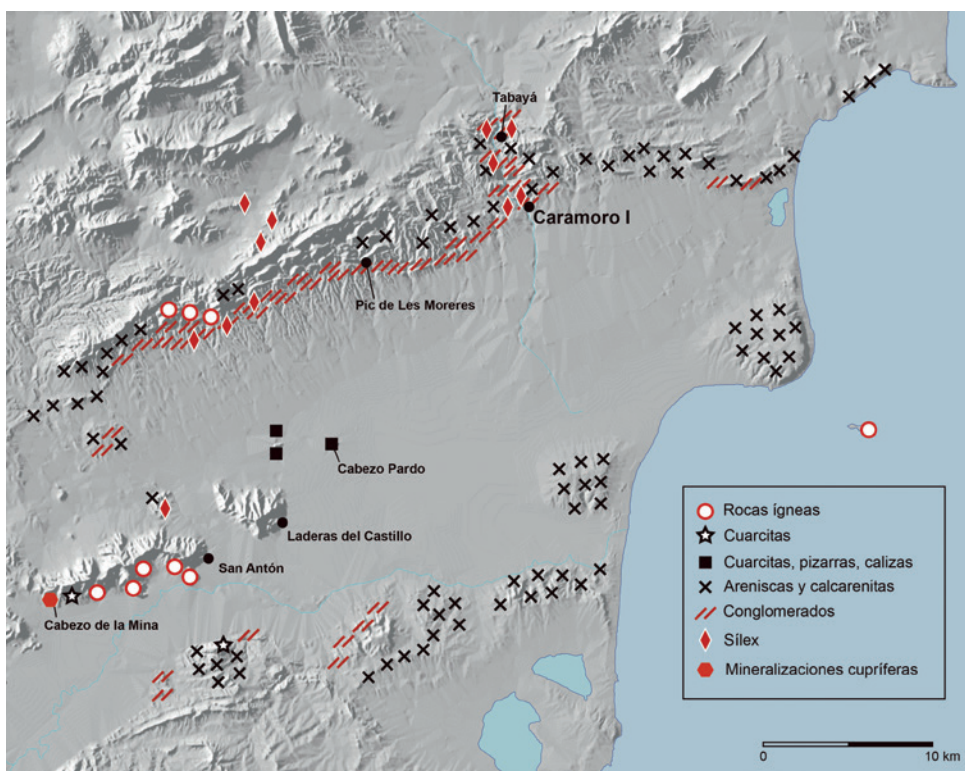 Tabayá
Caramoro I
Pic de Les Moreres
Cabezo Pardo
Laderas del Castillo
San Antón
Cabezo de la Mina
Rocas ígneas
Cuarcitas
Cuarcitas, pizarras, calizas
Areniscas y calcarenitas
Conglomerados
Sílex
Mineralizaciones cupríferas
0 10 km